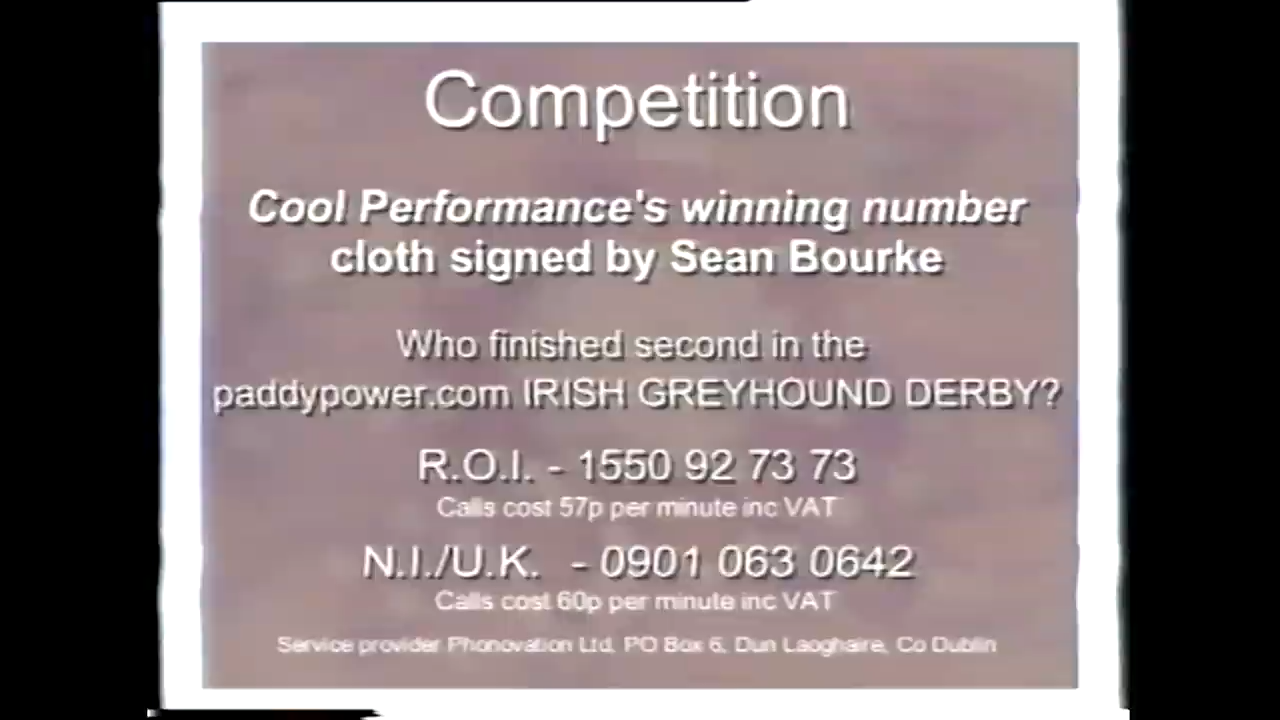 Competition
Cool Performance's winning number
cloth signed by Sean Bourke
Who finished second in the
paddypower.com IRISH GREYHOUND DERBY?
R.O.I. - 1550 92 73 73
Calls cost 57p per minute inc VAT
N.I./U.K. - 0901 063 0642
Calls cost 60p per minute inc VAT
Service provider Phonovation Ltd, PO Box 6, Dun Laoghaire, Co Dublin